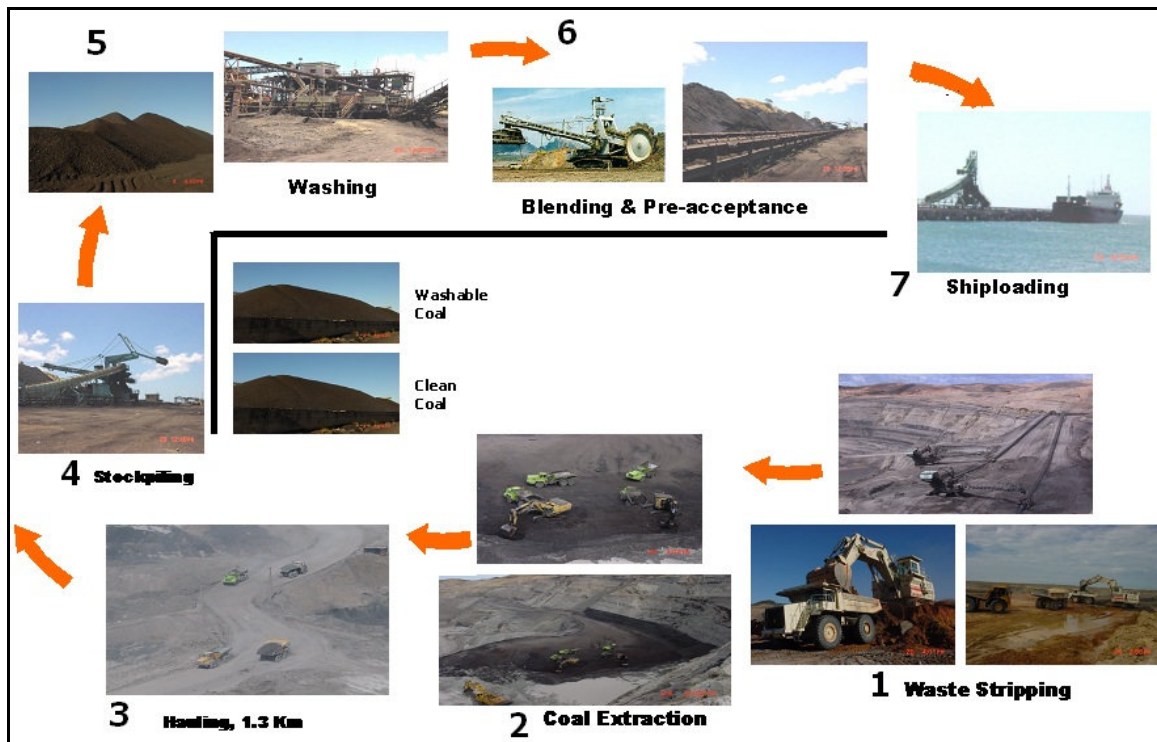 5
6
Washing
Blending & Pre-acceptance
7 Shiploading
Washable
Coal
Clean
Coal
4 Stockpiling
3 Hauling, 1.3 Km
2 Coal Extraction
1 Waste Stripping